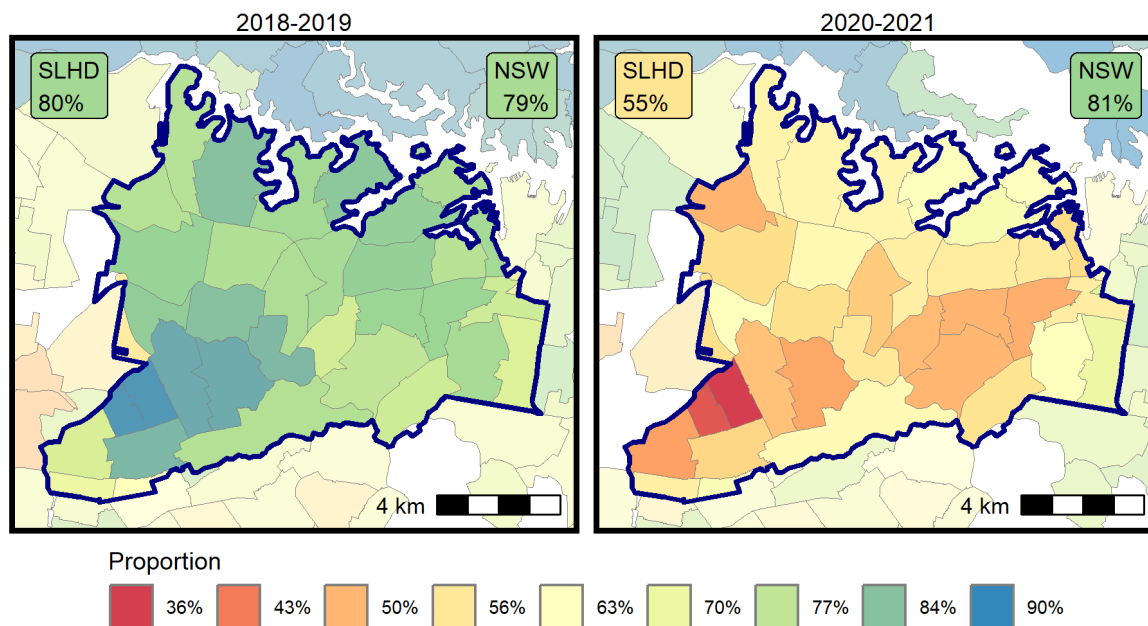 2018-2019
2020-2021
SLHD
80%
NSW
79%
SLHD
55%
NSW
81%
4 km
4 km
Proportion
36% 43% 50% 56% 63% 70% 77% 84% 90%